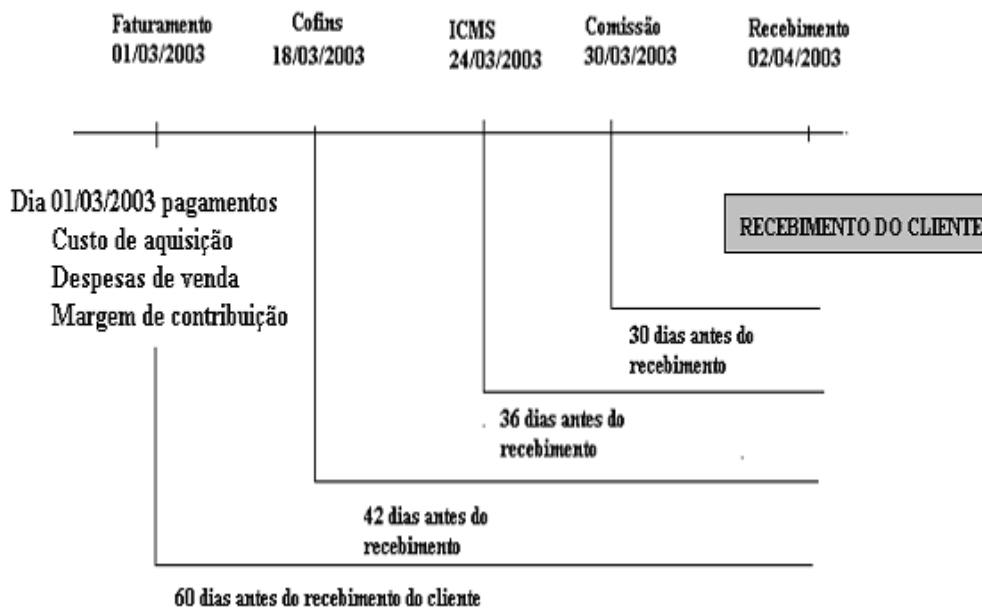 Faturamento
01/03/2003
Cofins
18/03/2003
ICMS
24/03/2003
Comissão
30/03/2003
Recebimento
02/04/2003
Dia 01/03/2003 pagamentos
Custo de aquisição
Despesas de venda
Margem de contribuição
RECEBIMENTO DO CLIENTE
30 dias antes do
recebimento
36 dias antes do
recebimento
42 dias antes do
recebimento
60 dias antes do recebimento do cliente